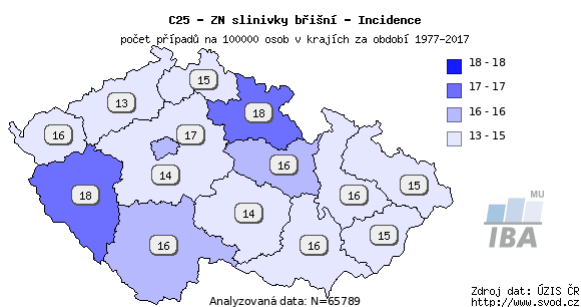 C25 - ZN slinivky břišní - Incidence
počet případů na 100000 osob v krajích za období 1977-2017
18 - 18
17 - 17
16 - 16
13 - 15
15
13
18
16
17
16
14
15
18
16
14
15
16
16
MU
IBA
Analyzovaná data: N=65789
Zdroj dat: ÚZIS ČR
http://www.svod.cz